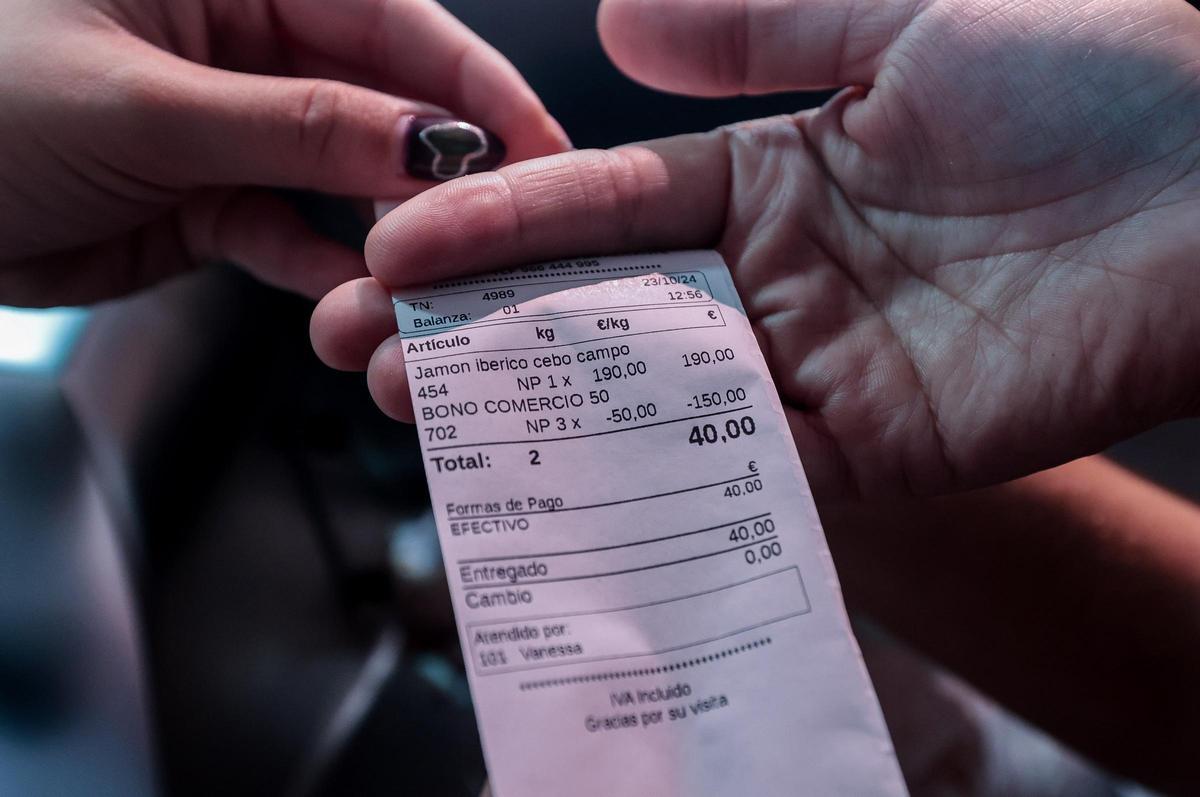 444 995
TN: 4989 23/10/24
Balanza: 01 12:56
Artículo kg €/kg €
Jamon iberico cebo campo
454 NP 1 x 190,00 190,00
BONO COMERCIO 50
702 NP 3 x -50,00 -150,00
Total: 2 40,00
€
Formas de Pago
EFECTIVO 40,00
Entregado 40,00
Cambio 0,00
Atendido por:
101 Vanessa
IVA Incluido
Gracias por su visita